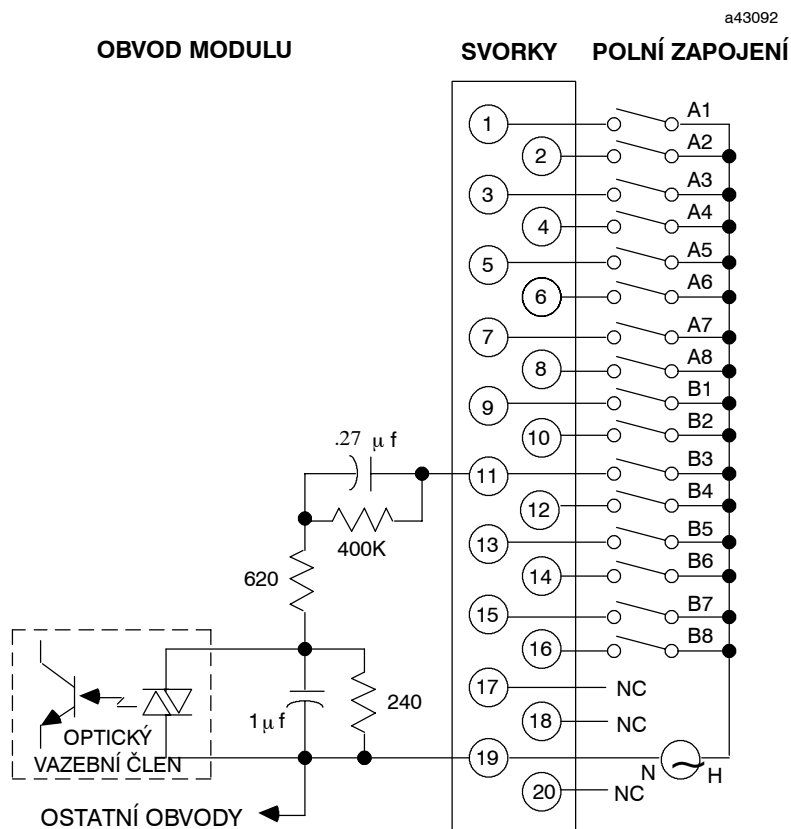 a43092
OBVOD MODULU SVORKY POLNÍ ZAPOJENÍ
1 A1
2 A2
3 A3
4 A4
5 A5
6 A6
7 A7
8 A8
9 B1
10 B2
.27 μf
11 B3
12 B4
400K
13 B5
620
14 B6
15 B7
16 B8
17 NC
240
1μf
18 NC
OPTICKÝ
VAZEBNÍ ČLEN
19 N ~ H
20 NC
OSTATNÍ OBVODY